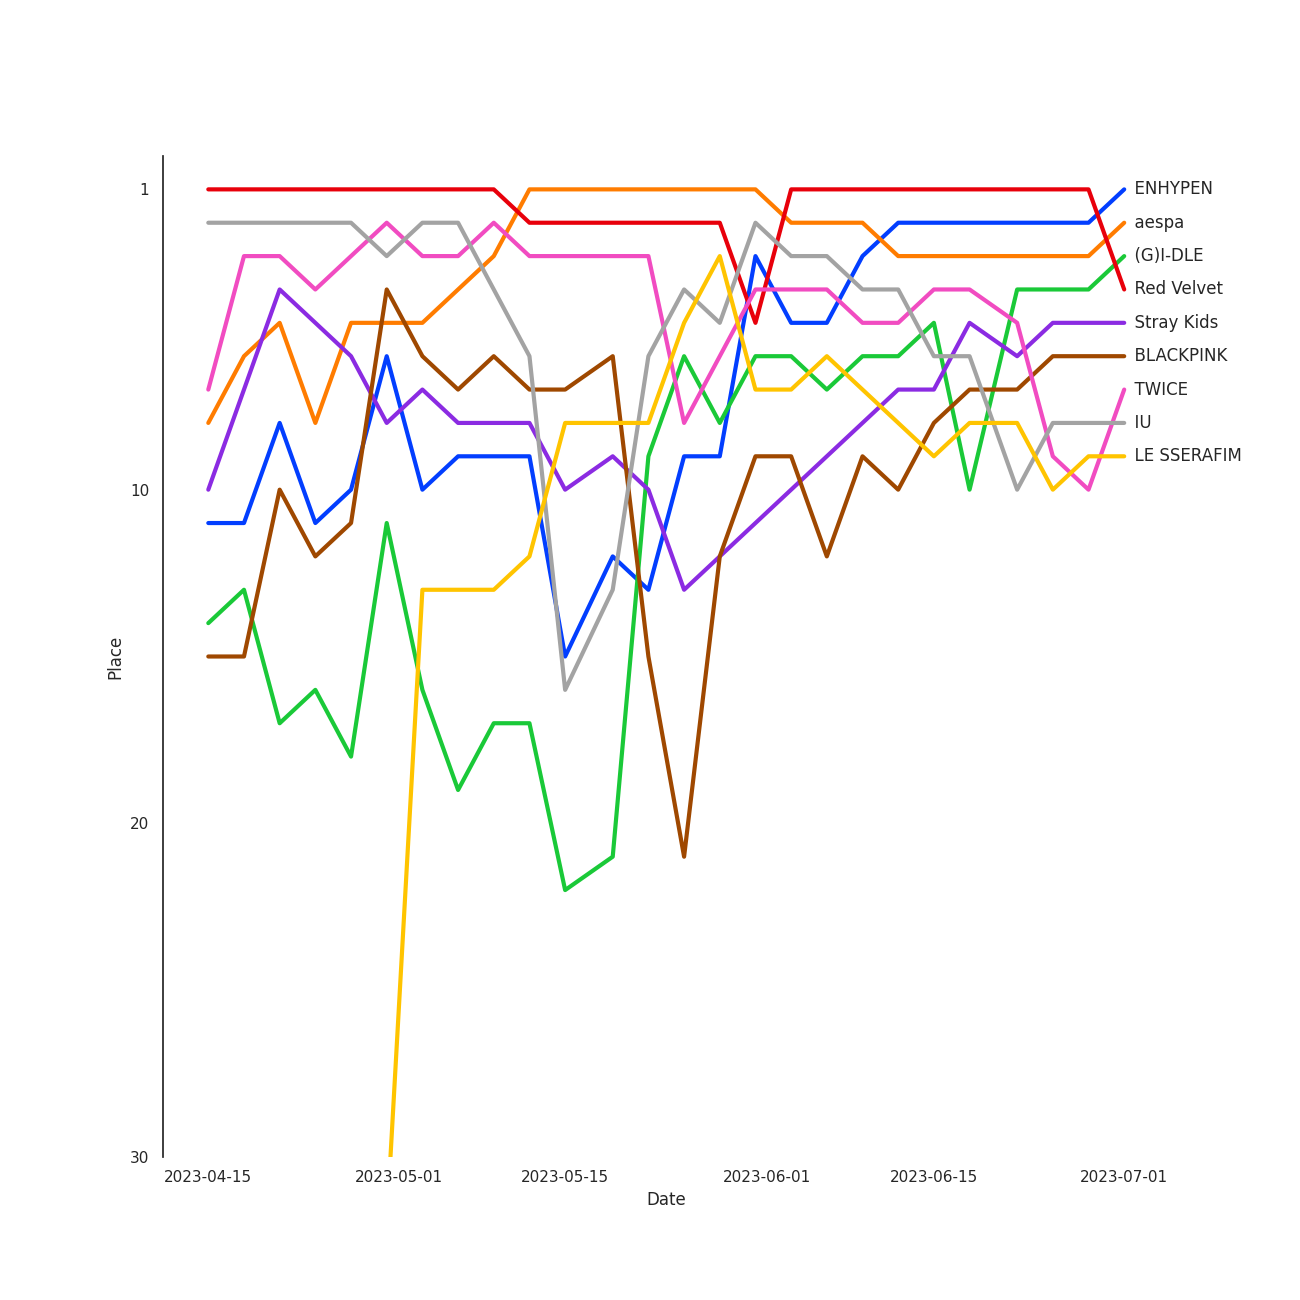 1
10
20
30
Place
2023-04-15
2023-05-01
2023-05-15
2023-06-01
2023-06-15
2023-07-01
Date
ENHYPEN
aespa
(G)I-DLE
Red Velvet
Stray Kids
BLACKPINK
TWICE
IU
LE SSERAFIM